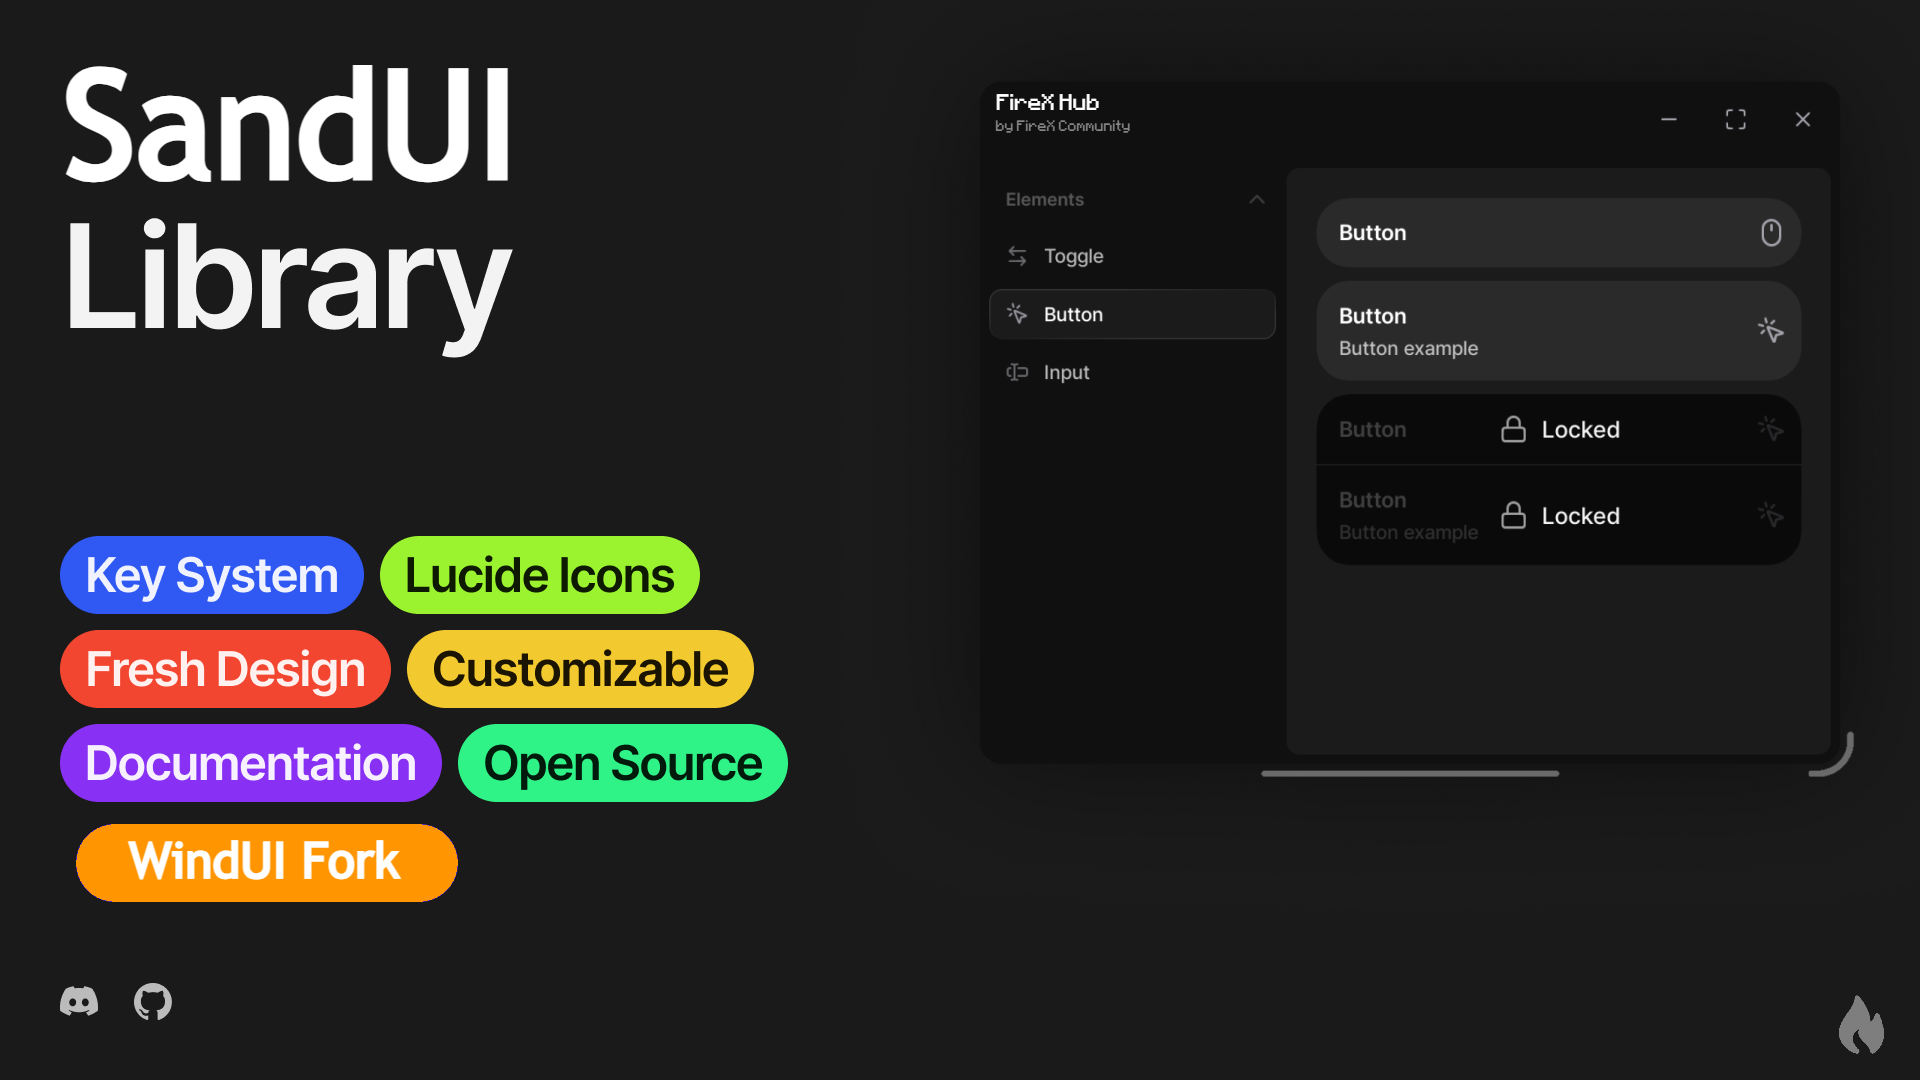 SandUI
Library
Key System
Lucide Icons
Fresh Design
Customizable
Documentation
Open Source
WindUI Fork
FireX Hub
by FireX Community
Elements
Toggle
Button
Input
Button
Button
Button example
Button
Locked
Button
Button example
Locked